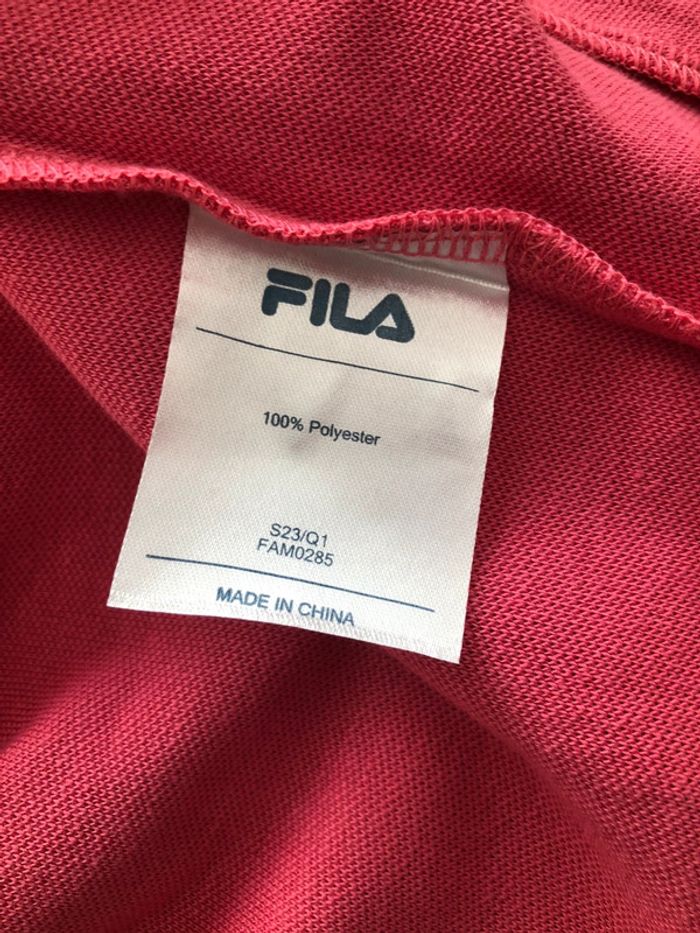 FILA
100% Polyester
S23/Q1
FAM0285
MADE IN CHINA